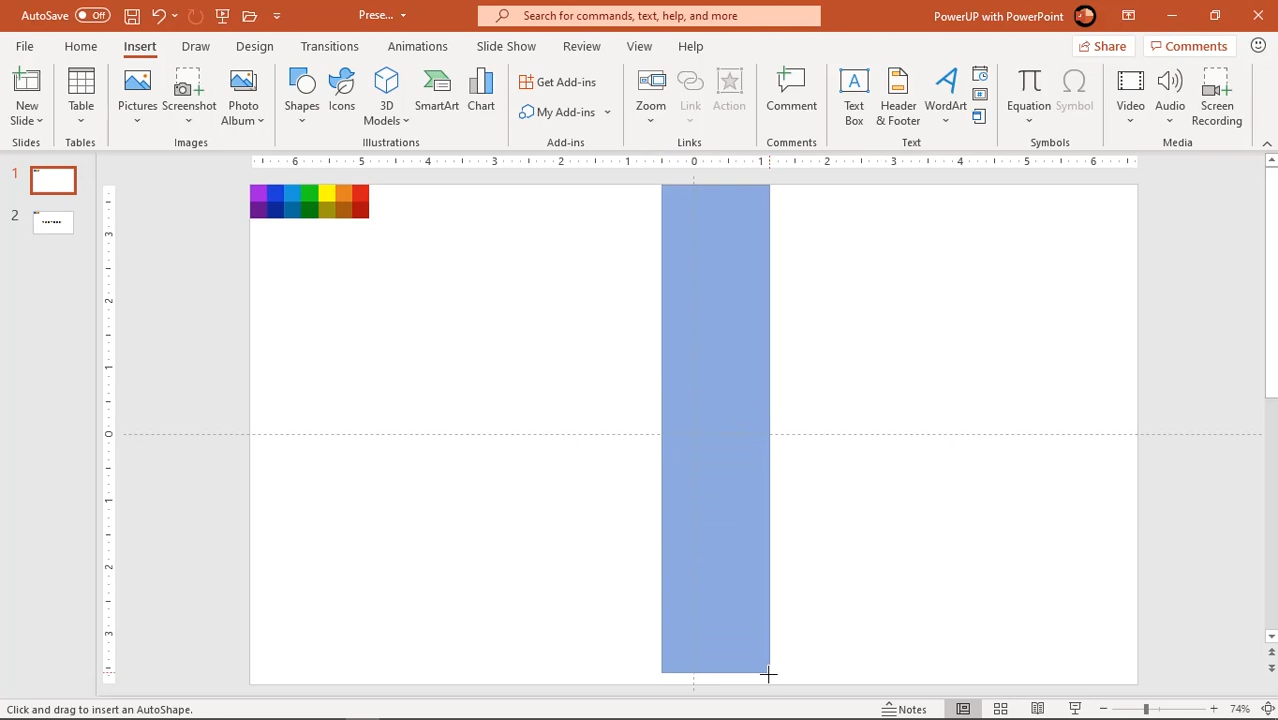 AutoSave Off Prese... Search for commands, text, help, and more PowerUP with PowerPoint
File Home Insert Draw Design Transitions Animations Slide Show Review View Help Share Comments
New Slide Table Pictures Screenshot Photo Album Shapes Icons 3D Models SmartArt Chart Get Add-ins My Add-ins Zoom Link Action Comment Text Box Header & Footer WordArt Equation Symbol Video Audio Screen Recording
Slides Tables Images Illustrations Add-ins Links Comments Text Symbols Media
6 5 4 3 2 1 0 1 2 3 4 5 6
1
2
3
2
1
0
1
2
3
Click and drag to insert an AutoShape. Notes 74%